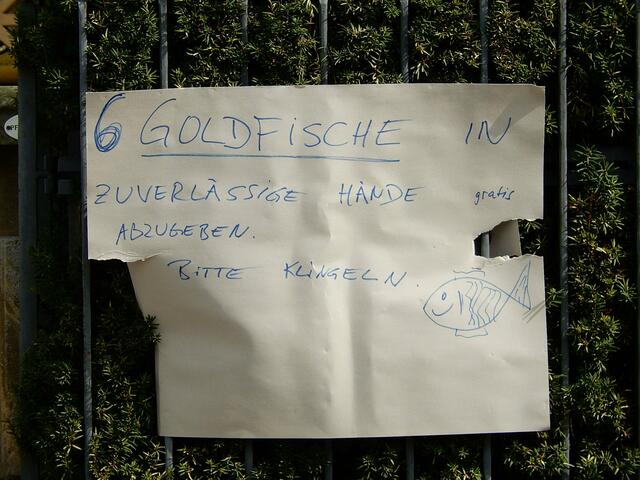 6 GOLDFiSCHE IN
ZUVERLÄSSiGE HÄNDE gratis
ABZUGEBEN.
BiTTE KLiNGELN.